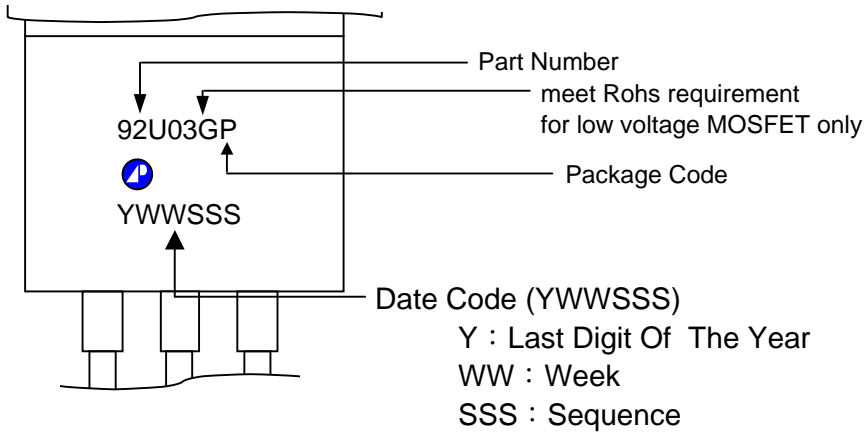 Part Number
meet Rohs requirement
for low voltage MOSFET only
92U03GP
Package Code
YWWSSS
Date Code (YWWSSS)
Y：Last Digit Of The Year
WW：Week
SSS：Sequence